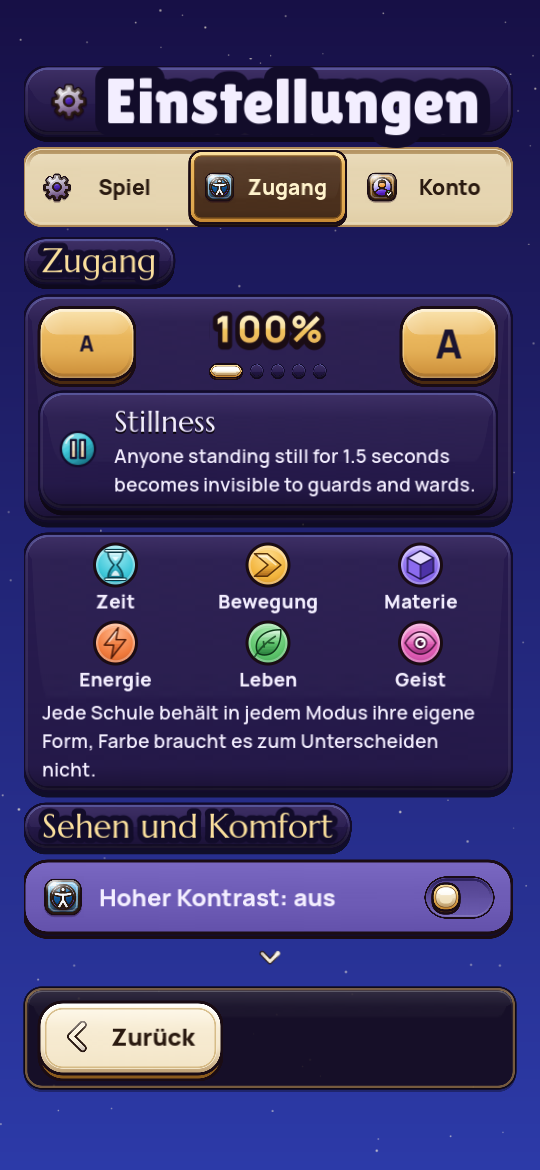 Einstellungen
Spiel
Zugang
Konto
Zugang
A
100%
A
Stillness
Anyone standing still for 1.5 seconds
becomes invisible to guards and wards.
Zeit
Bewegung
Materie
Energie
Leben
Geist
Jede Schule behält in jedem Modus ihre eigene
Form, Farbe braucht es zum Unterscheiden
nicht.
Sehen und Komfort
Hoher Kontrast: aus
Zurück